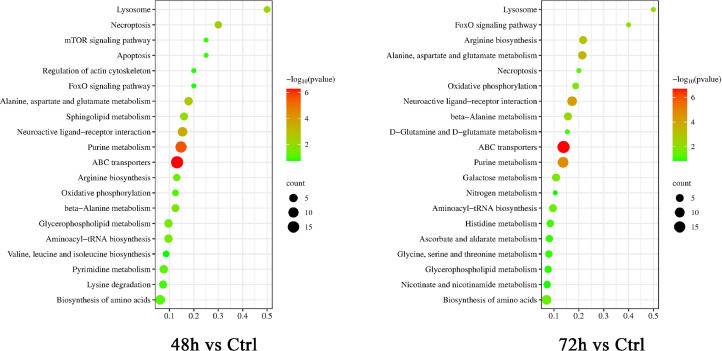 Lysosome
Necroptosis
mTOR signaling pathway
Apoptosis
Regulation of actin cytoskeleton
FoxO signaling pathway
Alanine, aspartate and glutamate metabolism
Sphingolipid metabolism
Neuroactive ligand−receptor interaction
Purine metabolism
ABC transporters
Arginine biosynthesis
Oxidative phosphorylation
beta−Alanine metabolism
Glycerophospholipid metabolism
Aminoacyl−tRNA biosynthesis
Valine, leucine and isoleucine biosynthesis
Pyrimidine metabolism
Lysine degradation
Biosynthesis of amino acids
0.1 0.2 0.3 0.4 0.5
−log10(pvalue)
6
4
2
count
5
10
15
48h vs Ctrl
Lysosome
FoxO signaling pathway
Arginine biosynthesis
Alanine, aspartate and glutamate metabolism
Necroptosis
Oxidative phosphorylation
Neuroactive ligand−receptor interaction
beta−Alanine metabolism
D−Glutamine and D−glutamate metabolism
ABC transporters
Purine metabolism
Galactose metabolism
Nitrogen metabolism
Aminoacyl−tRNA biosynthesis
Histidine metabolism
Ascorbate and aldarate metabolism
Glycine, serine and threonine metabolism
Glycerophospholipid metabolism
Nicotinate and nicotinamide metabolism
Biosynthesis of amino acids
0.1 0.2 0.3 0.4 0.5
−log10(pvalue)
6
4
2
count
5
10
15
72h vs Ctrl